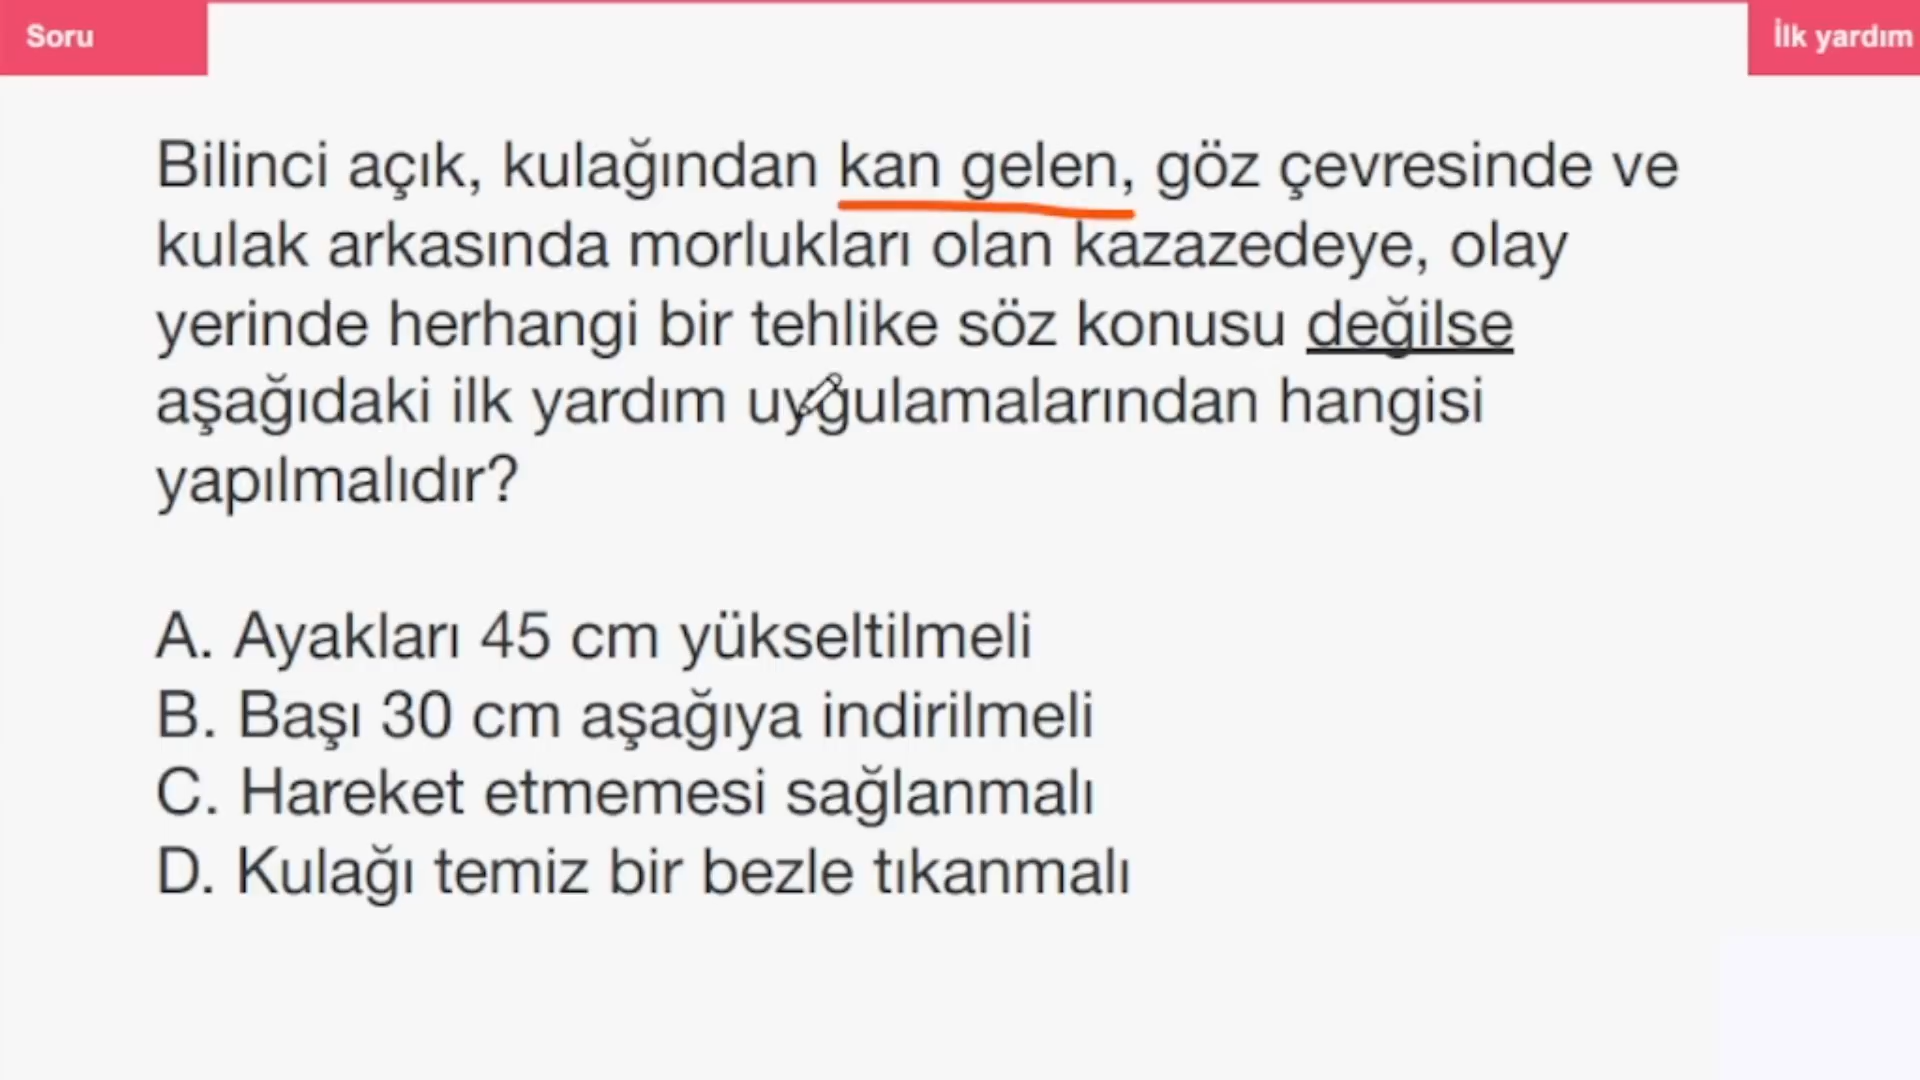 Soru
İlk yardım
Bilinci açık, kulağından kan gelen, göz çevresinde ve
kulak arkasında morlukları olan kazazedeye, olay
yerinde herhangi bir tehlike söz konusu değilse
aşağıdaki ilk yardım uygulamalarından hangisi
yapılmalıdır?
A. Ayakları 45 cm yükseltilmeli
B. Başı 30 cm aşağıya indirilmeli
C. Hareket etmemesi sağlanmalı
D. Kulağı temiz bir bezle tıkanmalı